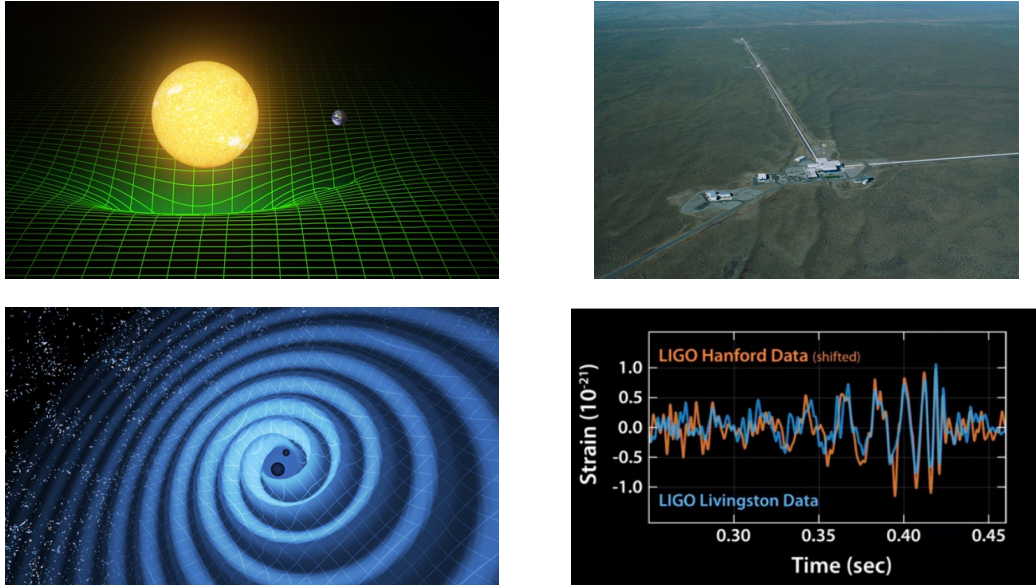 LIGO Hanford Data (shifted)
1.0
0.5
0.0
-0.5
-1.0
Strain (10-21)
LIGO Livingston Data
0.30
0.35
0.40
0.45
Time (sec)